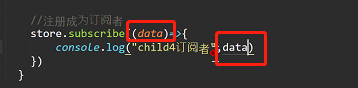 //注册成为订阅者
store.subscribe((data)=>{
console.log("child4订阅者",data)
})
}